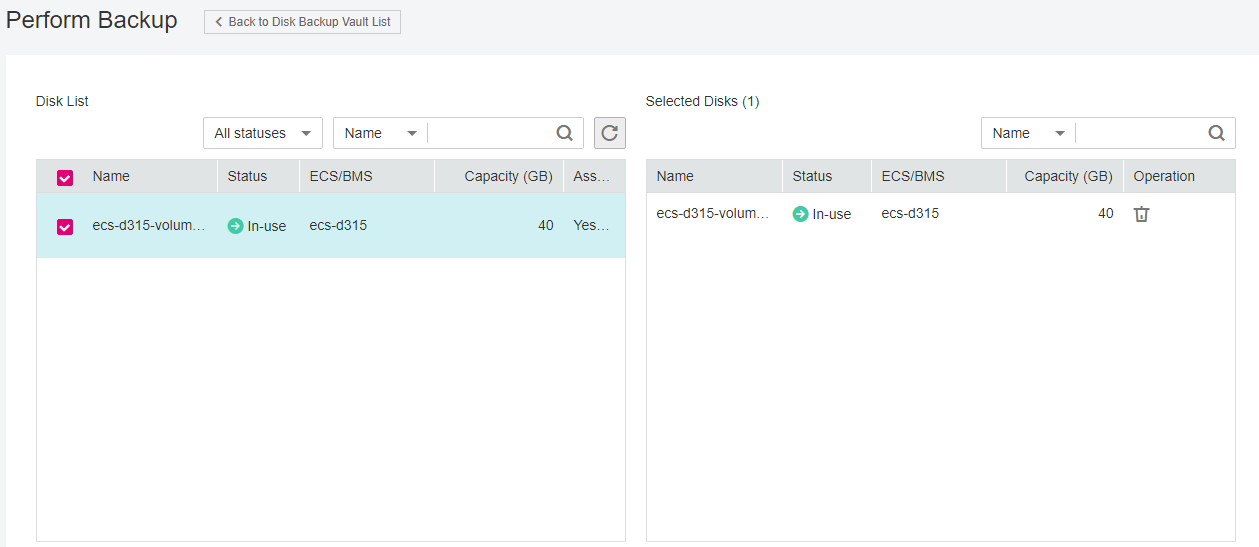 Perform Backup
Back to Disk Backup Vault List
Disk List
All statuses
Name
Name Status ECS/BMS Capacity (GB) Ass...
ecs-d315-volum... In-use ecs-d315 40 Yes...
Selected Disks (1)
Name
Name Status ECS/BMS Capacity (GB) Operation
ecs-d315-volum... In-use ecs-d315 40